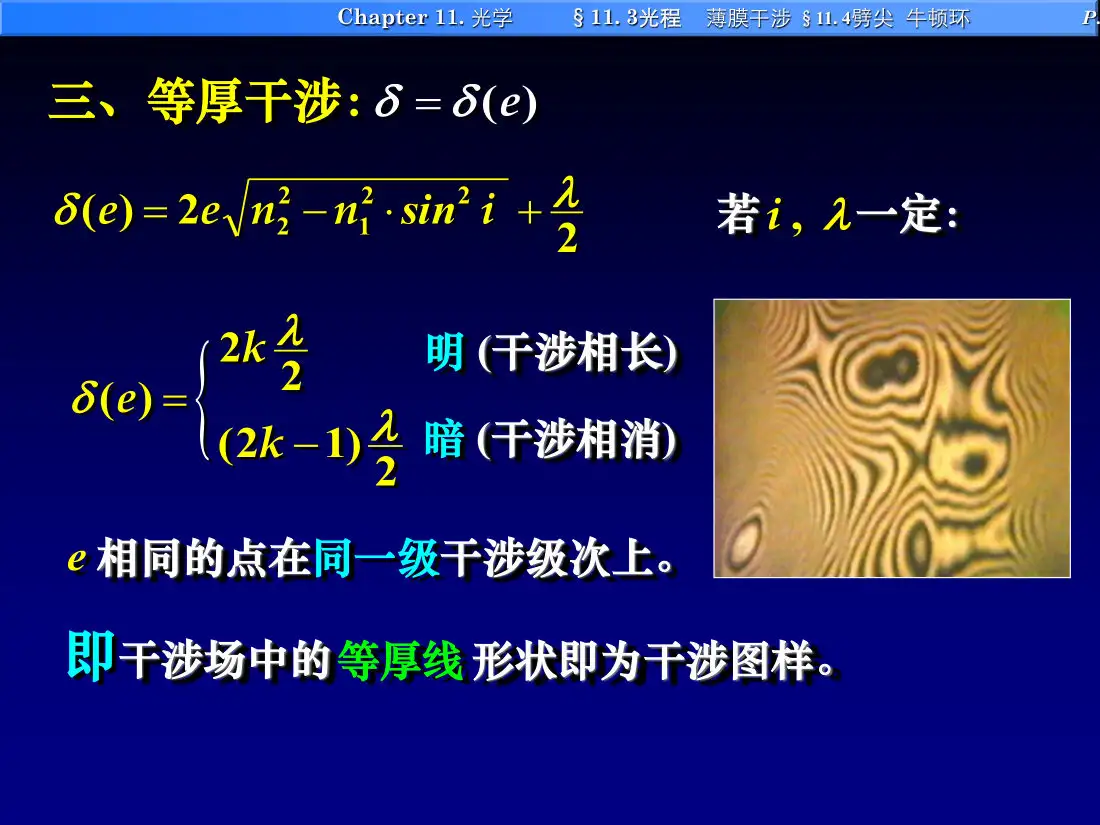 Chapter 11. 光学 §11. 3光程 薄膜干涉 §11. 4劈尖 牛顿环 P.
三、等厚干涉: δ = δ(e)
δ(e) = 2e√(n₂² − n₁² · sin² i) + λ/2 若 i , λ 一定:
δ(e) = { 2k λ/2 明 (干涉相长)
(2k − 1) λ/2 暗 (干涉相消)
e 相同的点在同一级干涉级次上。
即干涉场中的 等厚线 形状即为干涉图样。